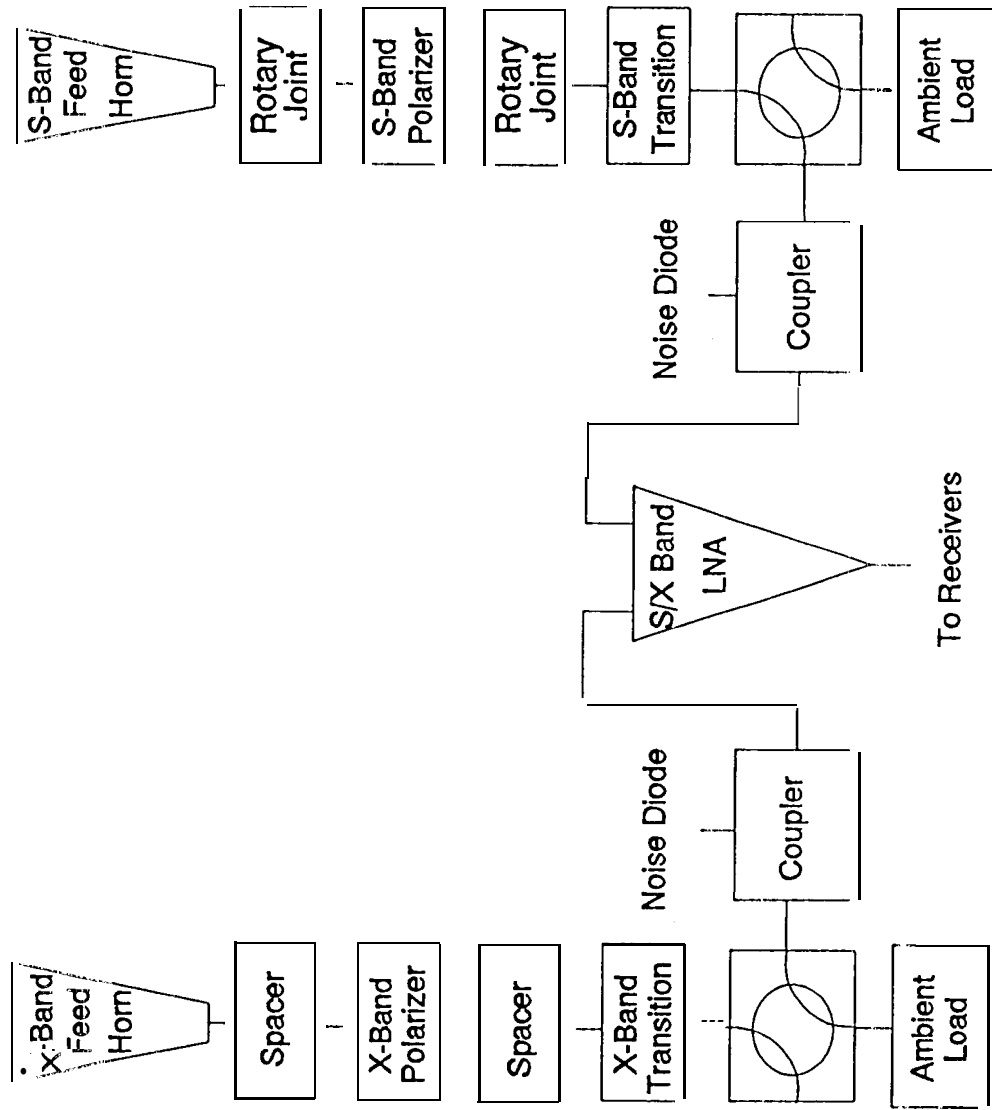 S-Band
Feed
Horn
Rotary
Joint
S-Band
Polarizer
Rotary
Joint
S-Band
Transition
Ambient
Load
Noise Diode
Coupler
S/X Band
LNA
To Receivers
Noise Diode
Coupler
X-Band
Feed
Horn
Spacer
X-Band
Polarizer
Spacer
X-Band
Transition
Ambient
Load